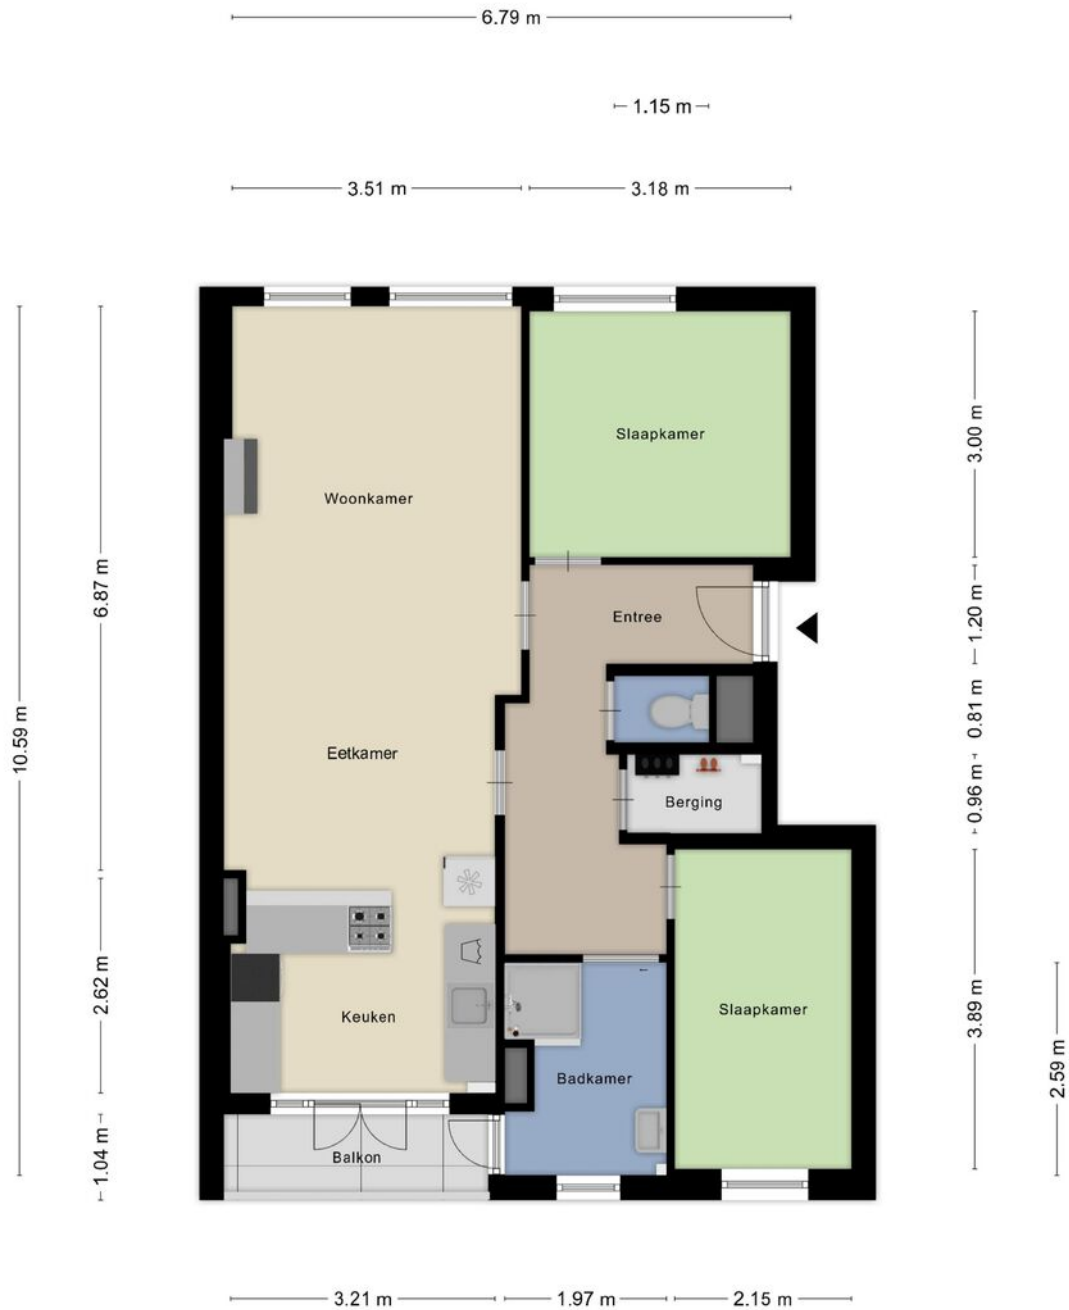 6.79 m
1.15 m
3.51 m
3.18 m
Slaapkamer
3.00 m
Woonkamer
6.87 m
Entree
1.20 m
10.59 m
0.81 m
Eetkamer
0.96 m
Berging
2.62 m
Keuken
Slaapkamer
3.89 m
2.59 m
Badkamer
1.04 m
Balkon
3.21 m
1.97 m
2.15 m